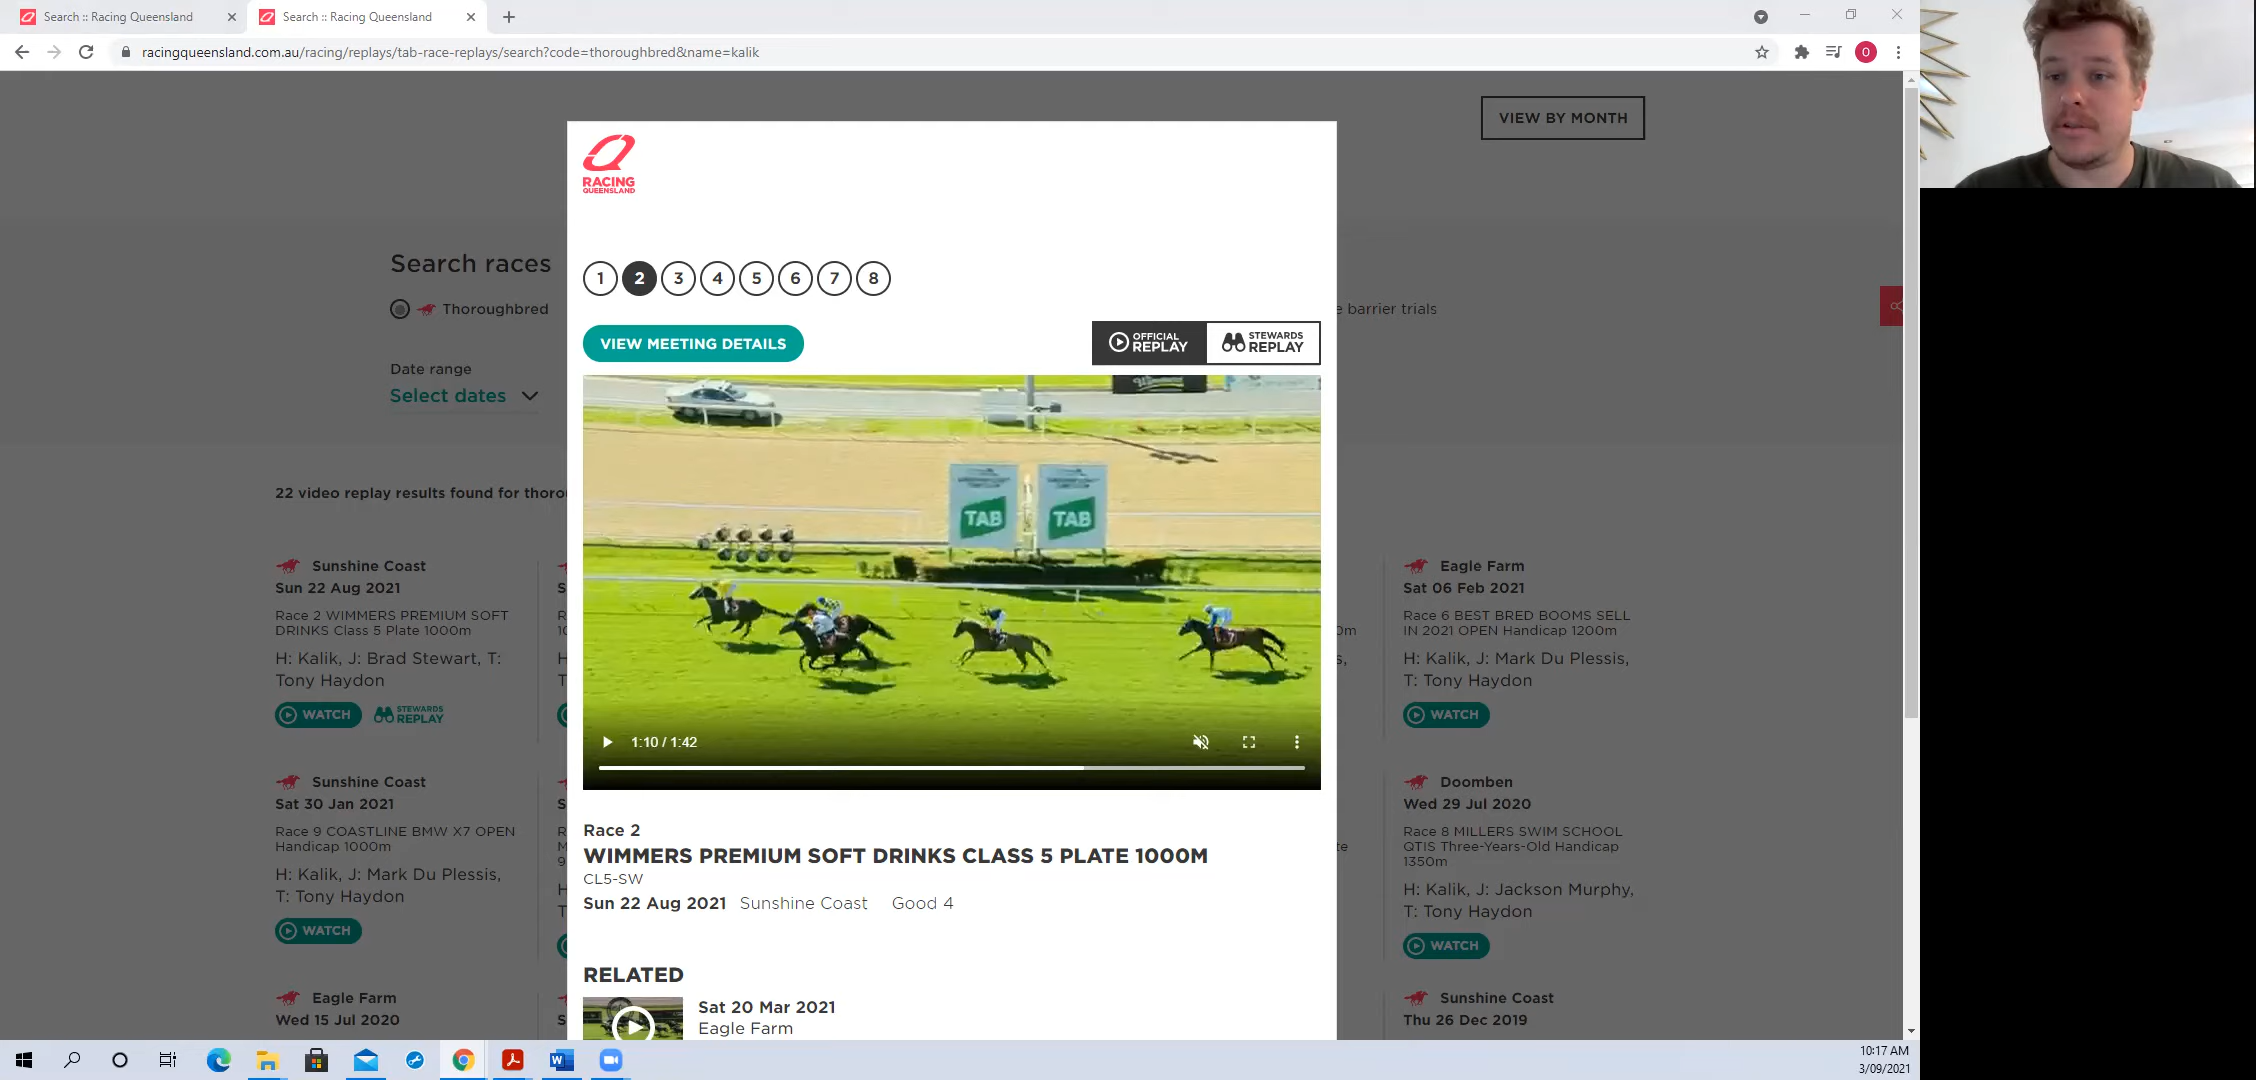 Search :: Racing Queensland
Search :: Racing Queensland
racingqueensland.com.au/racing/replays/tab-race-replays/search?code=thoroughbred&name=kalik
O
VIEW BY MONTH
RACING
QUEENSLAND
Search races
1 2 3 4 5 6 7 8
Thoroughbred
e barrier trials
VIEW MEETING DETAILS
OFFICIAL
REPLAY
STEWARDS
REPLAY
Date range
Select dates
TAB TAB
22 video replay results found for thoro
Sunshine Coast
Sun 22 Aug 2021
Race 2 WIMMERS PREMIUM SOFT
DRINKS Class 5 Plate 1000m
H: Kalik, J: Brad Stewart, T:
Tony Haydon
WATCH
STEWARDS
REPLAY
Eagle Farm
Sat 06 Feb 2021
Race 6 BEST BRED BOOMS SELL
IN 2021 OPEN Handicap 1200m
H: Kalik, J: Mark Du Plessis,
T: Tony Haydon
WATCH
1:10 / 1:42
Sunshine Coast
Sat 30 Jan 2021
Race 9 COASTLINE BMW X7 OPEN
Handicap 1000m
H: Kalik, J: Mark Du Plessis,
T: Tony Haydon
WATCH
Doomben
Wed 29 Jul 2020
Race 8 MILLERS SWIM SCHOOL
QTIS Three-Years-Old Handicap
1350m
H: Kalik, J: Jackson Murphy,
T: Tony Haydon
WATCH
Race 2
WIMMERS PREMIUM SOFT DRINKS CLASS 5 PLATE 1000M
CL5-SW
Sun 22 Aug 2021 Sunshine Coast Good 4
RELATED
Sat 20 Mar 2021
Eagle Farm
Eagle Farm
Wed 15 Jul 2020
Sunshine Coast
Thu 26 Dec 2019
10:17 AM
3/09/2021